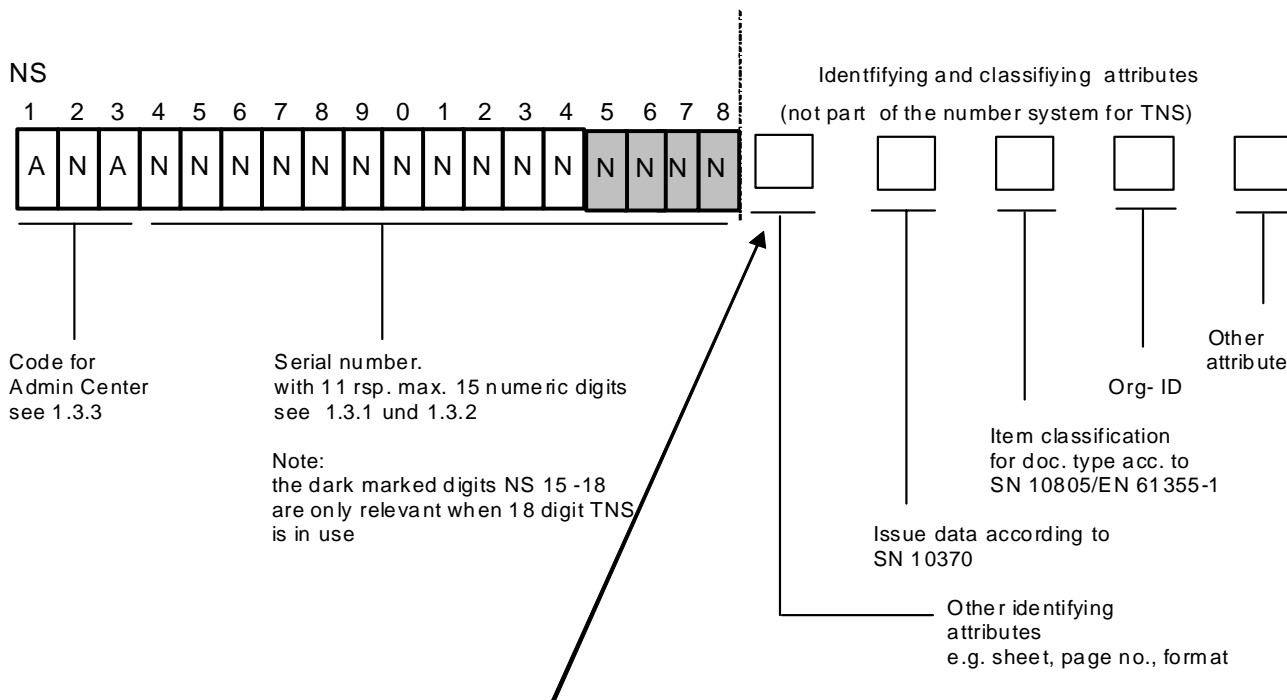 NS
Identfifying and classifiying attributes
(not part of the number system for TNS)
1 2 3 4 5 6 7 8 9 0 1 2 3 4 5 6 7 8
A N A N N N N N N N N N N N N N N N
Code for
Admin Center
see 1.3.3
Serial number.
with 11 rsp. max. 15 numeric digits
see 1.3.1 und 1.3.2
Note:
the dark marked digits NS 15 -18
are only relevant when 18 digit TNS
is in use
Other identifying
attributes
e.g. sheet, page no., format
Issue data according to
SN 10370
Item classification
for doc. type acc. to
SN 10805/EN 61355-1
Org- ID
Other
attribute